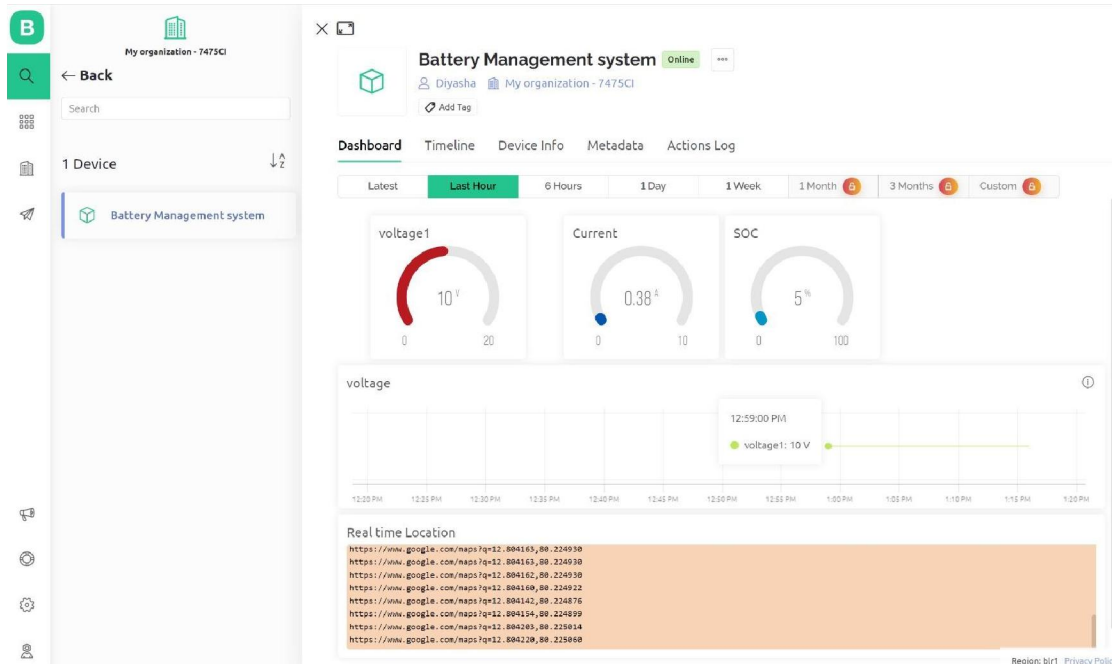 B
My organization - 7475CI
← Back
Search
1 Device
Battery Management system
Battery Management system Online
Diyasha My organization - 7475CI
Add Tag
Dashboard Timeline Device Info Metadata Actions Log
Latest Last Hour 6 Hours 1 Day 1 Week 1 Month 3 Months Custom
voltage1 Current SOC
10 V 0.38 A 5 %
0 20 0 10 0 100
voltage
12:59:00 PM
voltage1: 10 V
12:20 PM 12:25 PM 12:30 PM 12:35 PM 12:40 PM 12:45 PM 12:50 PM 12:55 PM 1:00 PM 1:05 PM 1:10 PM 1:15 PM 1:20 PM
Real time Location
https://www.google.com/maps?q=12.804163,80.224930
https://www.google.com/maps?q=12.804163,80.224930
https://www.google.com/maps?q=12.804162,80.224930
https://www.google.com/maps?q=12.804160,80.224922
https://www.google.com/maps?q=12.804142,80.224876
https://www.google.com/maps?q=12.804154,80.224899
https://www.google.com/maps?q=12.804203,80.225014
https://www.google.com/maps?q=12.804220,80.225060
Region: blr1 Privacy Polic